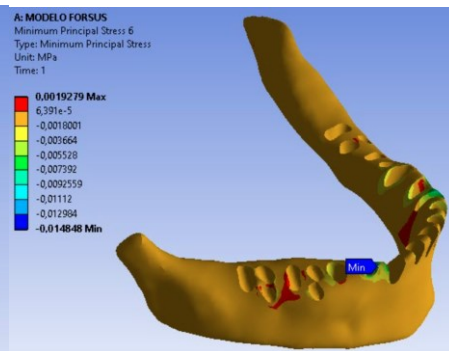 A: MODELO FORSUS
Minimum Principal Stress 6
Type: Minimum Principal Stress
Unit: MPa
Time: 1
0,0019279 Max
6,391e-5
-0,0018001
-0,003664
-0,005528
-0,007392
-0,0092559
-0,01112
-0,012984
-0,014848 Min
Min